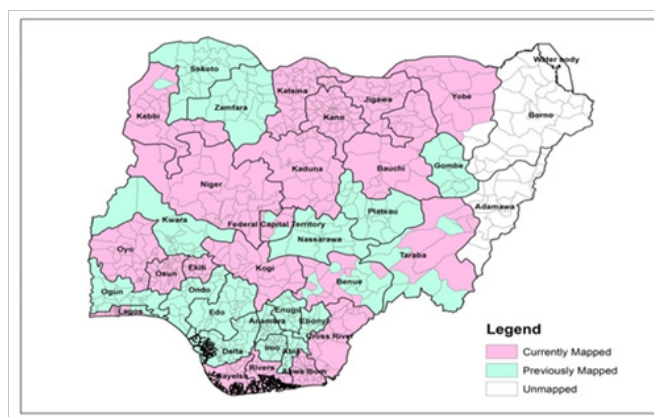 Sokoto
Water body
Katsina
Zamfara
Jigawa
Yobe
Kebbi
Kano
Borno
Kaduna
Bauchi
Gombe
Niger
Adamawa
Plateau
Kwara
Federal Capital Territory
Nassarawa
Oyo
Taraba
Osun
Ekiti
Kogi
Benue
Ogun
Ondo
Lagos
Edo
Enugu
Anamara
Ebonyi
Cross River
Imo
Abia
Delta
Rivers
Bayelsa
Akwa Ibom
Legend
Currently Mapped
Previously Mapped
Unmapped